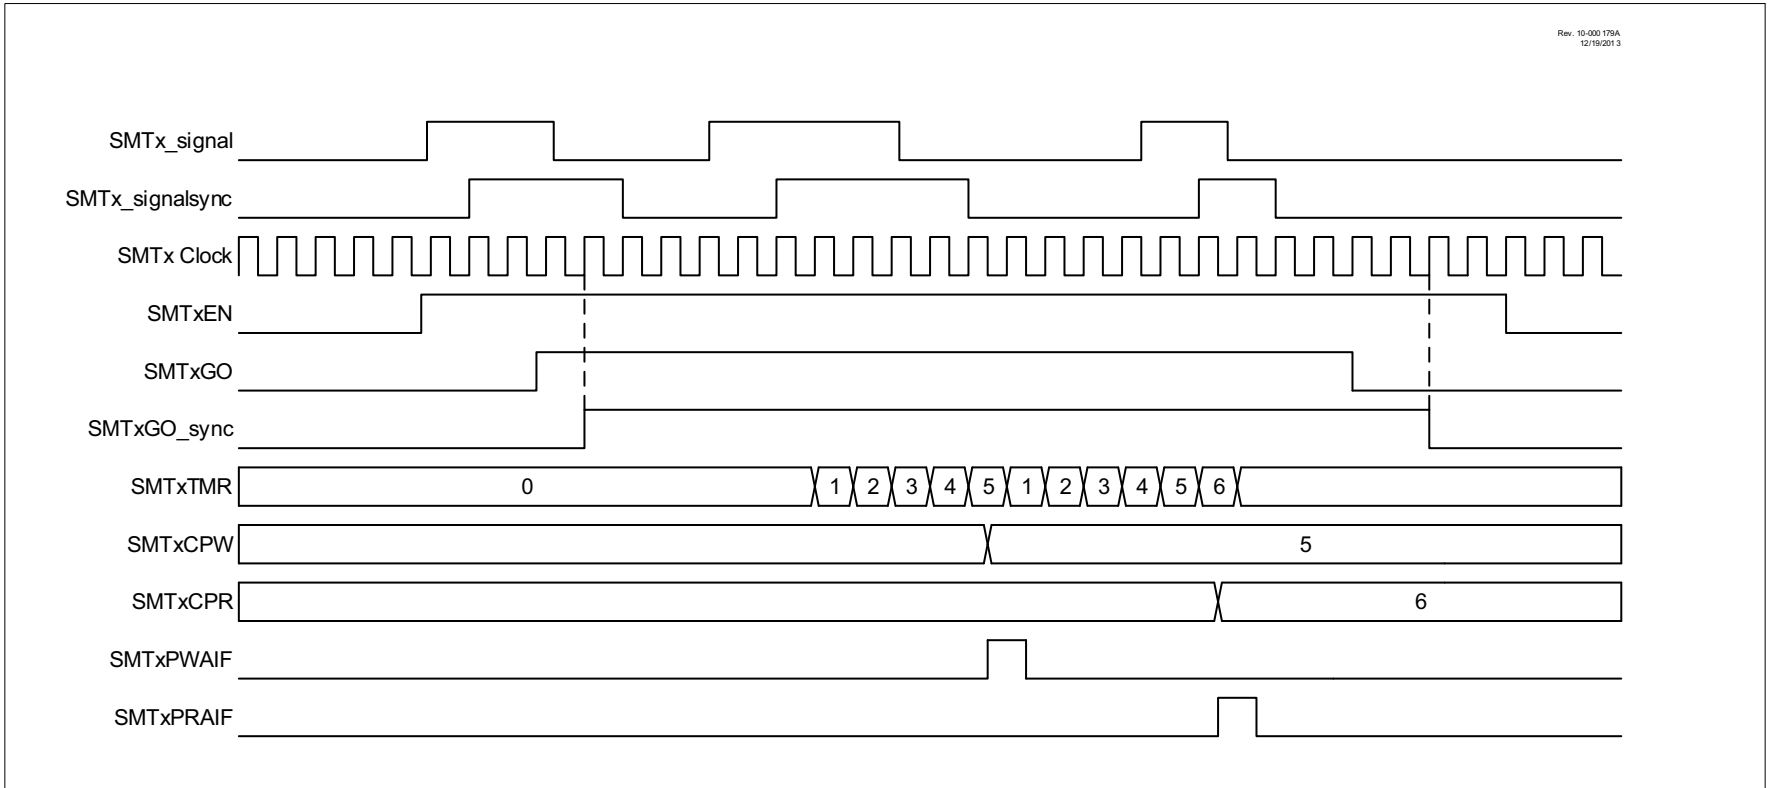 Rev. 10-000 179A
12/19/201 3
SMTx_signal
SMTx_signalsync
SMTx Clock
SMTxEN
SMTxGO
SMTxGO_sync
SMTxTMR 0 1 2 3 4 5 1 2 3 4 5 6
SMTxCPW 5
SMTxCPR 6
SMTxPWAIF
SMTxPRAIF